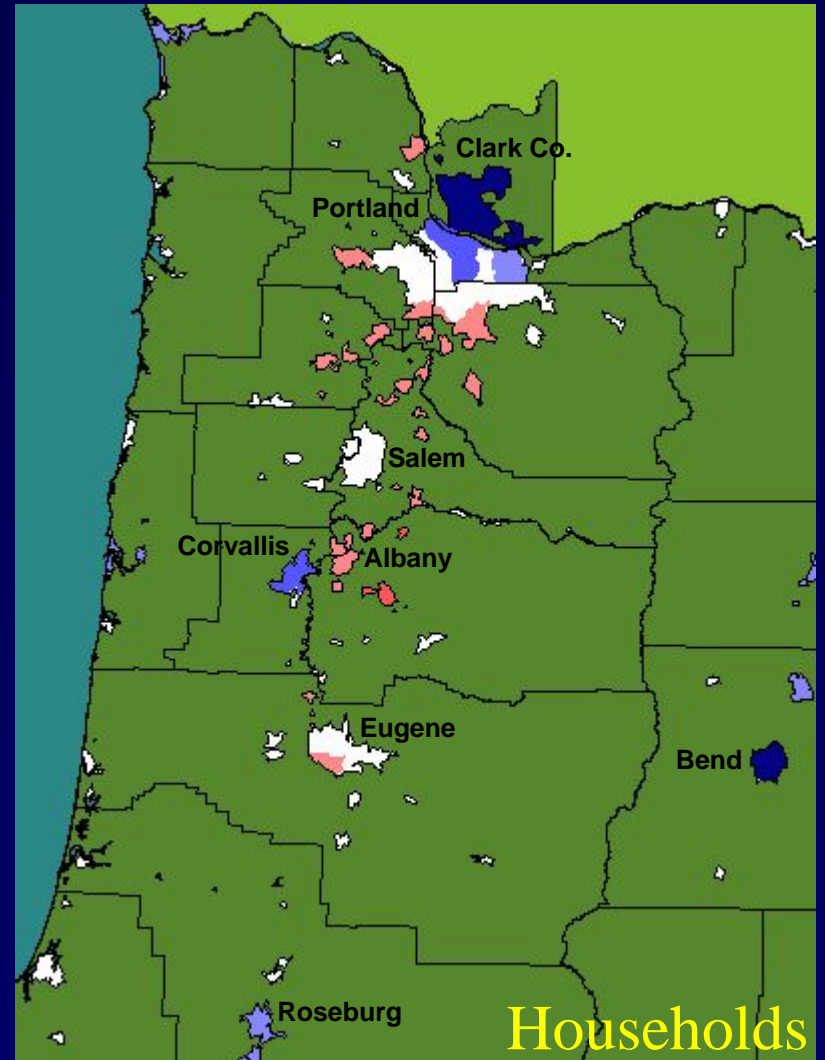 Clark Co.
Portland
Salem
Corvallis
Albany
Eugene
Bend
Roseburg
Households